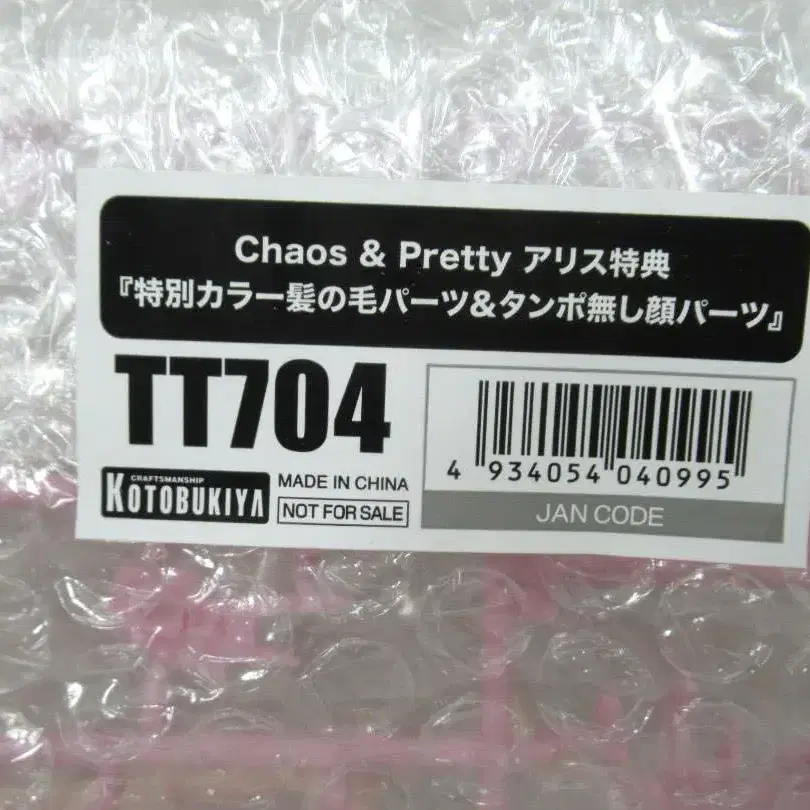 Chaos & Pretty アリス特典
『特別カラー髪の毛パーツ&タンポ無し顔パーツ』
TT704
CRAFTSMANSHIP
KOTOBUKIYA
MADE IN CHINA
NOT FOR SALE
4 934054 040995
JAN CODE